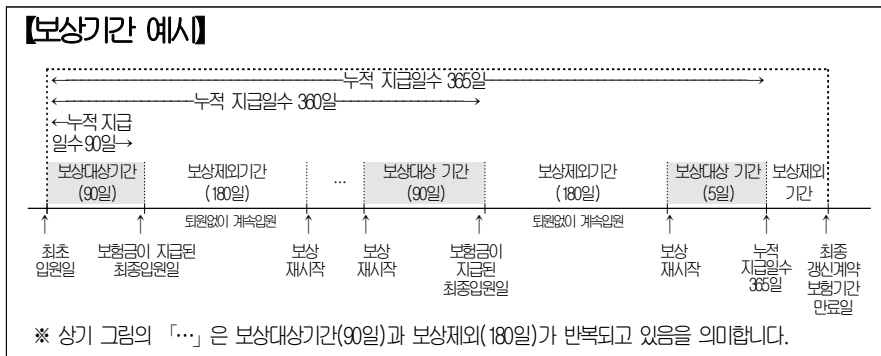 【보상기간 예시】
←누적 지급일수 365일→
←누적 지급일수 360일→
←누적 지급
일수 90일→
보상대상기간
(90일)
보상제외기간
(180일)
...
보상대상 기간
(90일)
보상제외기간
(180일)
보상대상 기간
(5일)
보상제외
기간
퇴원없이 계속입원
퇴원없이 계속입원
↑
최초
입원일
↑
보험금이 지급된
최종입원일
↑
보상
재시작
↑
보상
재시작
↑
보험금이
지급된
최종입원일
↑
보상
재시작
↑
누적
지급일수
365일
↑
최종
갱신계약
보험기간
만료일
※ 상기 그림의 「…」은 보상대상기간(90일)과 보상제외(180일)가 반복되고 있음을 의미합니다.